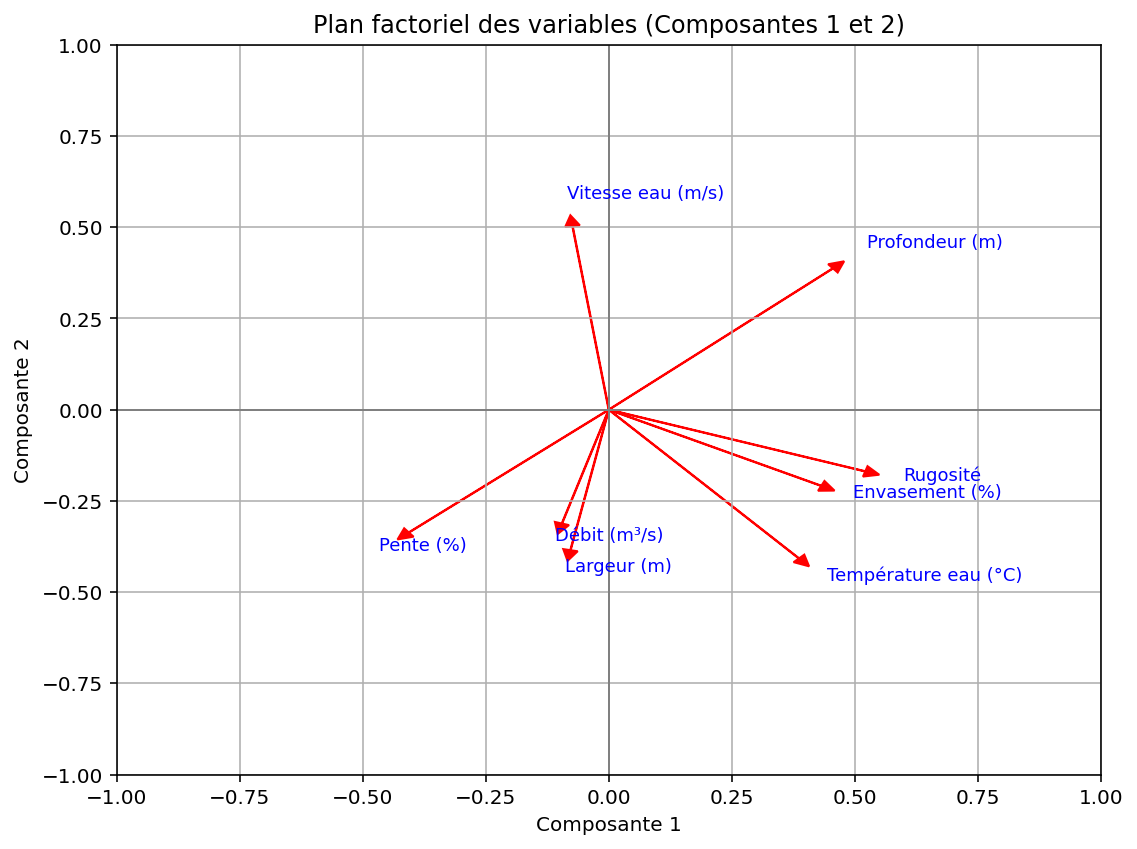 Plan factoriel des variables (Composantes 1 et 2)
1.00
0.75
0.50
0.25
0.00
−0.25
−0.50
−0.75
−1.00
Composante 2
Vitesse eau (m/s)
Profondeur (m)
Rugosité
Envasement (%)
Débit (m³/s)
Pente (%)
Largeur (m)
Température eau (°C)
−1.00 −0.75 −0.50 −0.25 0.00 0.25 0.50 0.75 1.00
Composante 1